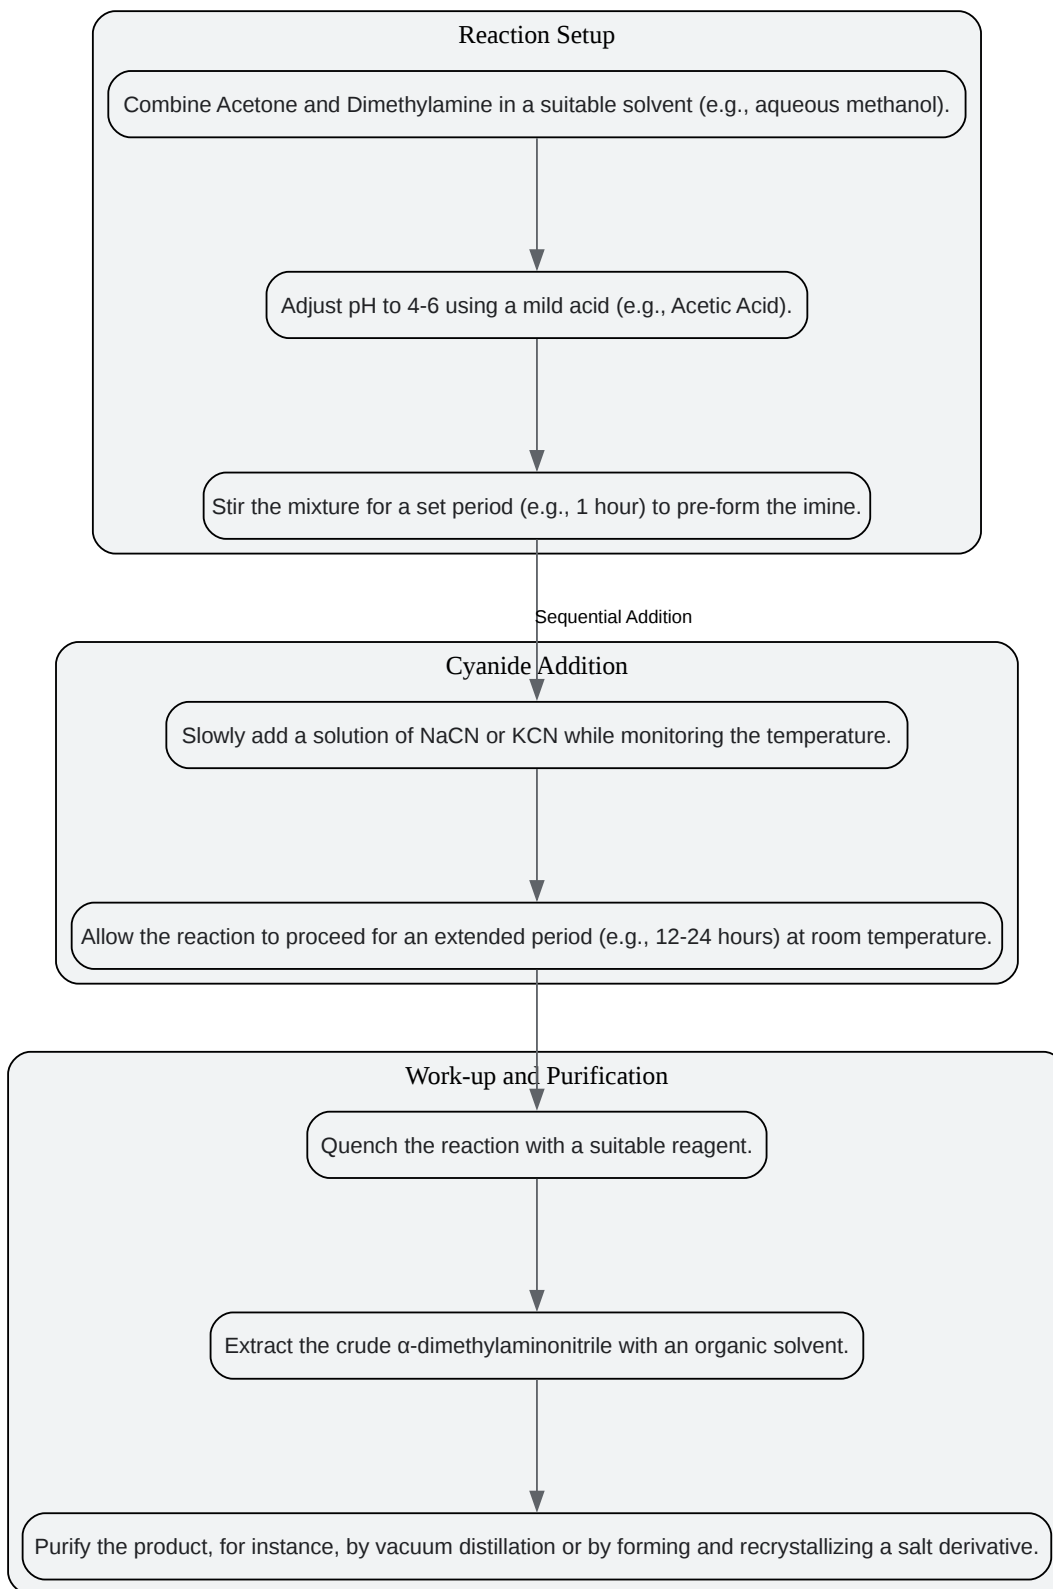 Reaction Setup
Combine Acetone and Dimethylamine in a suitable solvent (e.g., aqueous methanol).
Adjust pH to 4-6 using a mild acid (e.g., Acetic Acid).
Stir the mixture for a set period (e.g., 1 hour) to pre-form the imine.
Sequential Addition
Cyanide Addition
Slowly add a solution of NaCN or KCN while monitoring the temperature.
Allow the reaction to proceed for an extended period (e.g., 12-24 hours) at room temperature.
Work-up and Purification
Quench the reaction with a suitable reagent.
Extract the crude α-dimethylaminonitrile with an organic solvent.
Purify the product, for instance, by vacuum distillation or by forming and recrystallizing a salt derivative.